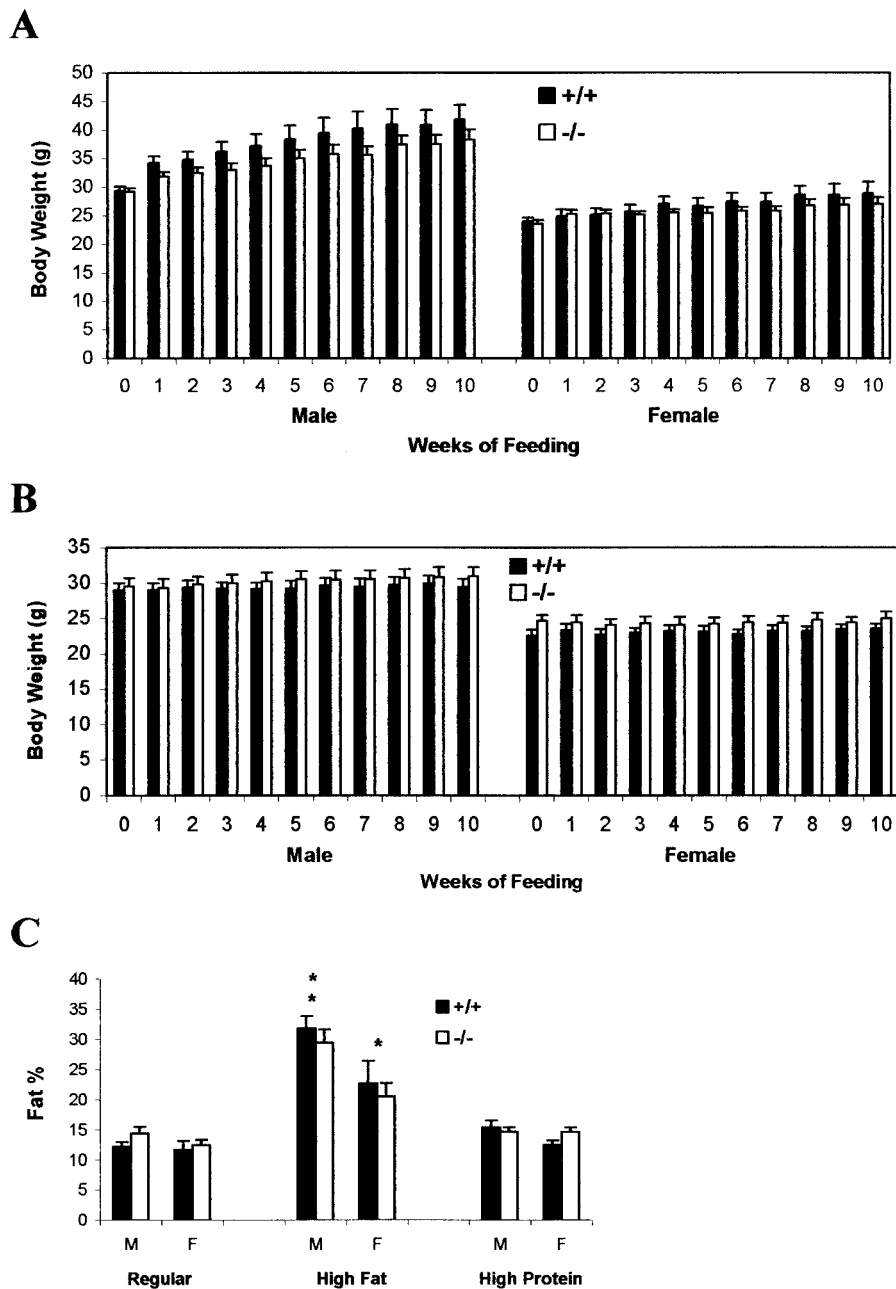 A
50
45
40
35
30
25
20
15
10
5
0
Body Weight (g)
+/+
-/-
0 1 2 3 4 5 6 7 8 9 10 0 1 2 3 4 5 6 7 8 9 10
Male Female
Weeks of Feeding
B
35
30
25
20
15
10
5
0
Body Weight (g)
+/+
-/-
0 1 2 3 4 5 6 7 8 9 10 0 1 2 3 4 5 6 7 8 9 10
Male Female
Weeks of Feeding
C
40
35
30
25
20
15
10
5
0
Fat %
*
*
*
+/+
-/-
M F M F M F
Regular High Fat High Protein